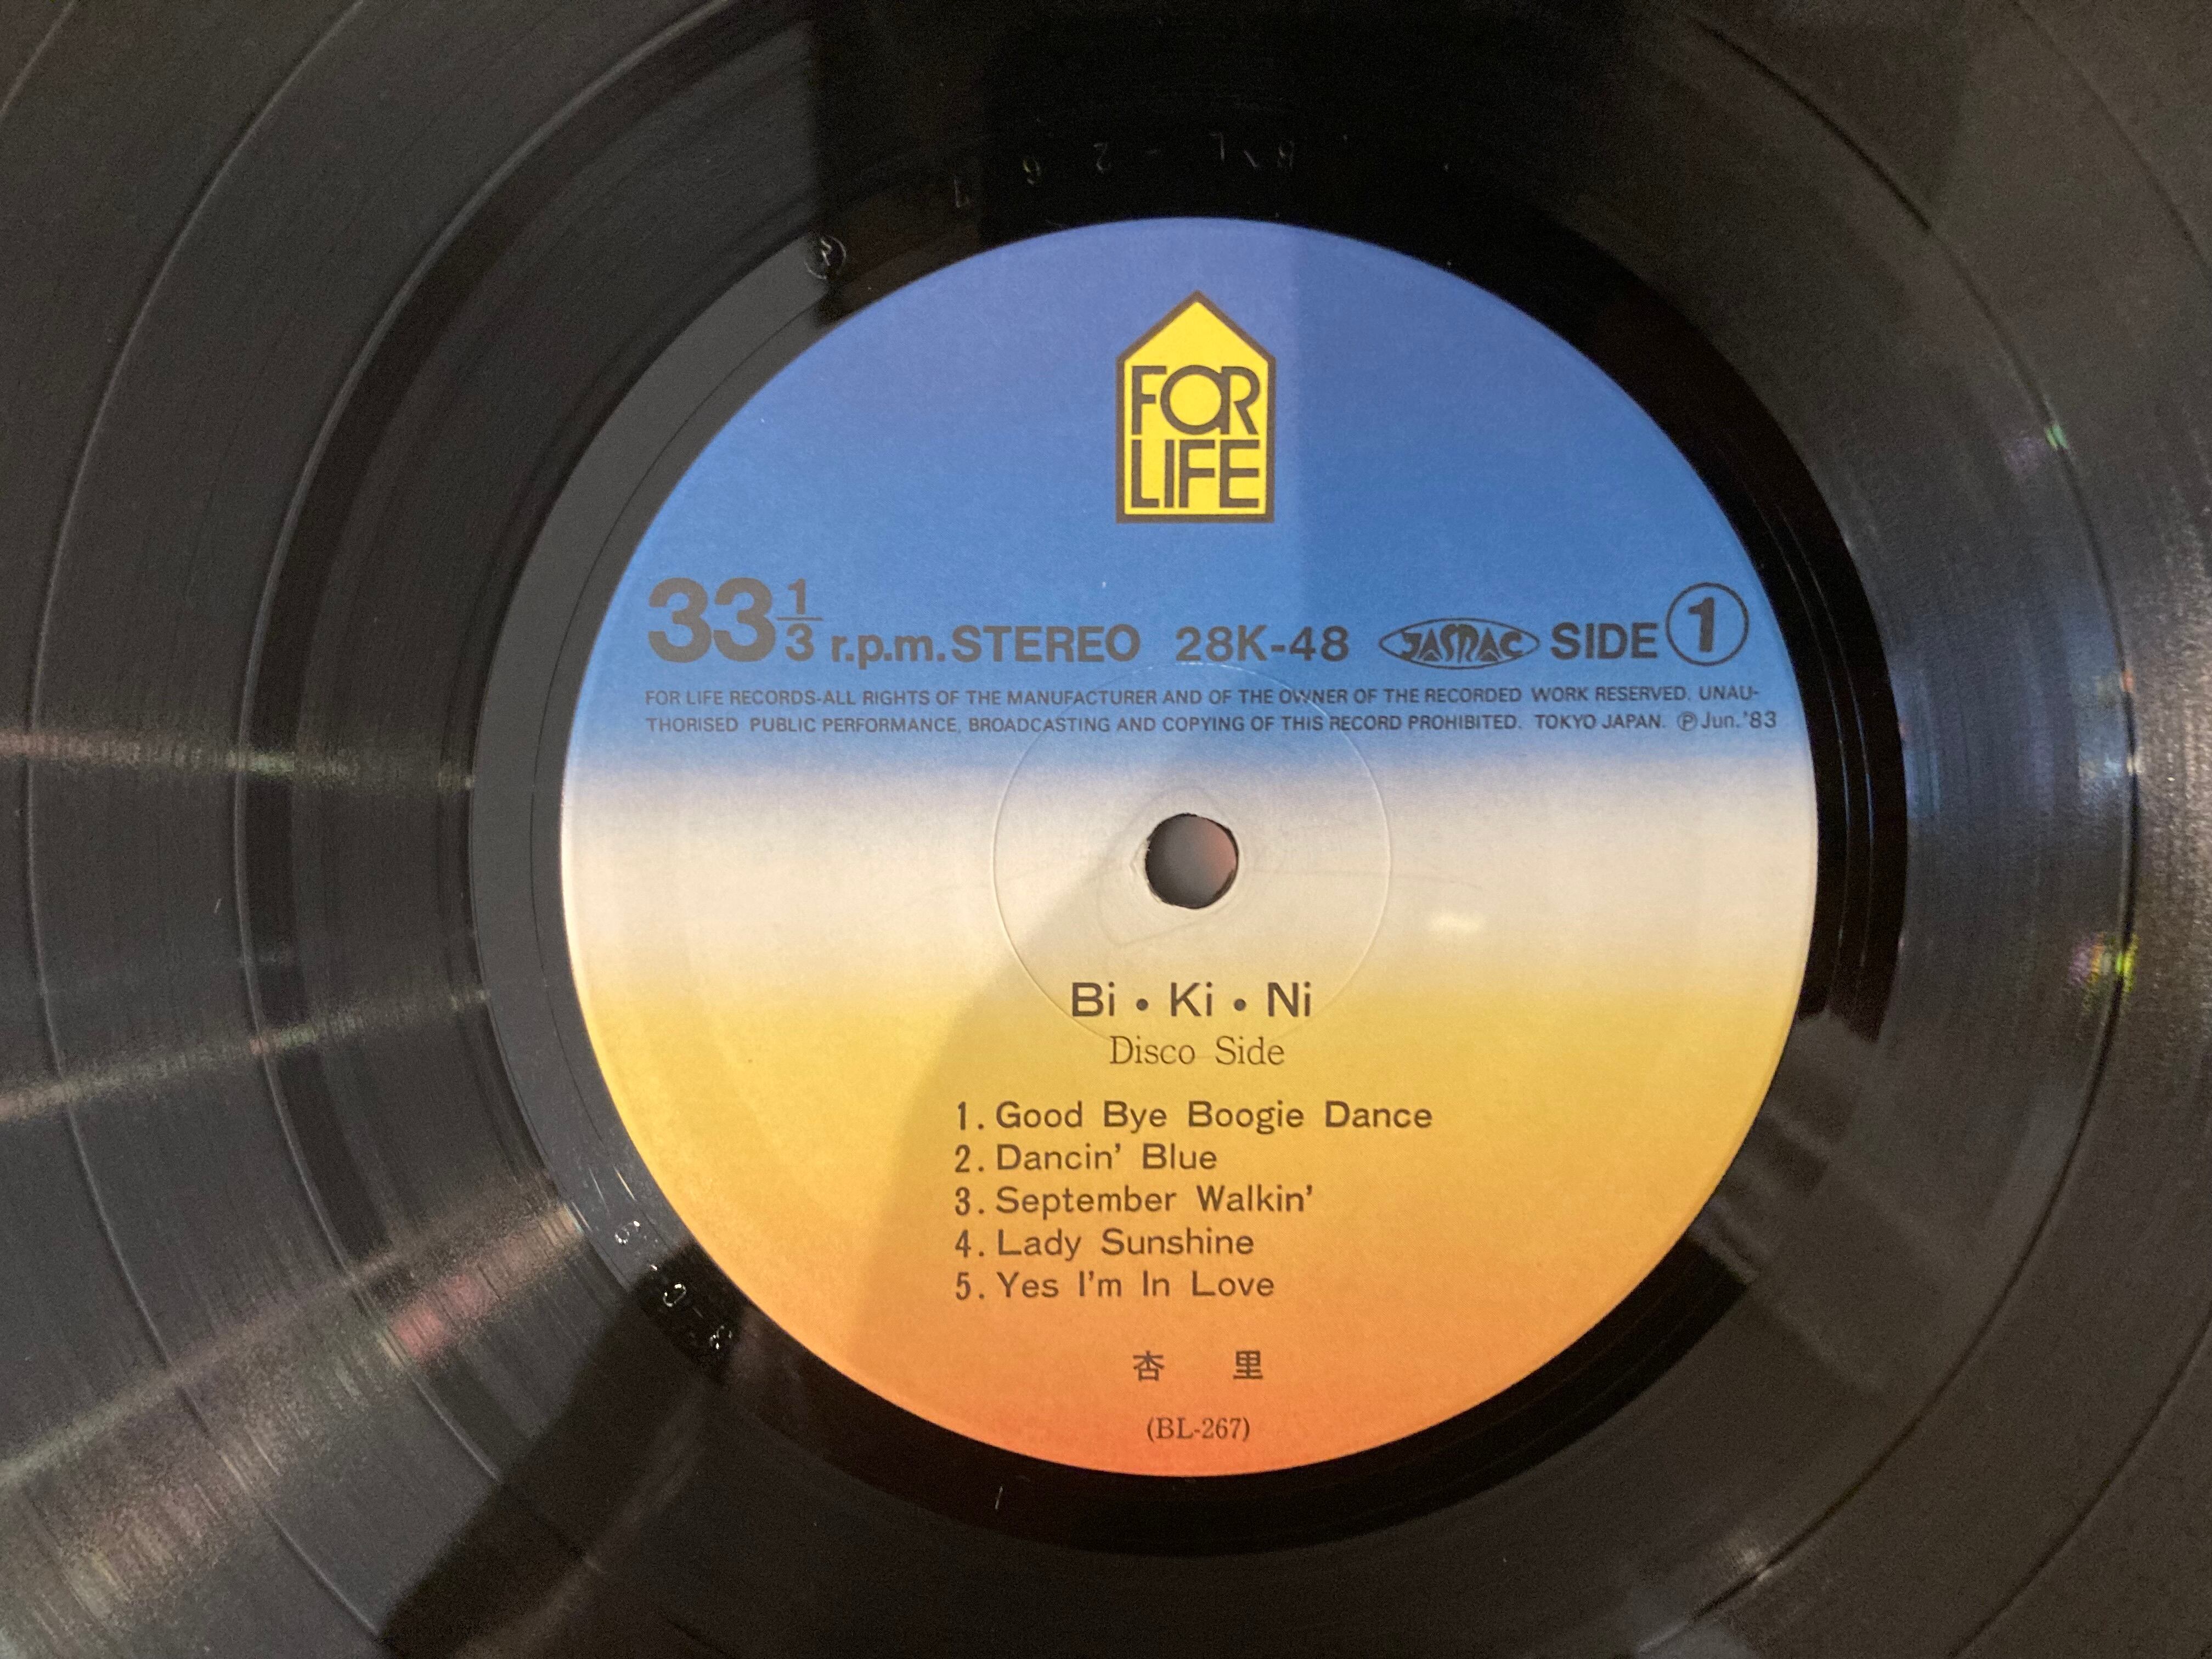 BL-267
FOR
LIFE
33 1/3 r.p.m. STEREO 28K-48 JASRAC SIDE 1
FOR LIFE RECORDS-ALL RIGHTS OF THE MANUFACTURER AND OF THE OWNER OF THE RECORDED WORK RESERVED. UNAU-
THORISED PUBLIC PERFORMANCE, BROADCASTING AND COPYING OF THIS RECORD PROHIBITED. TOKYO JAPAN. ℗Jun.'83
Bi • Ki • Ni
Disco Side
1. Good Bye Boogie Dance
2. Dancin' Blue
3. September Walkin'
4. Lady Sunshine
5. Yes I'm In Love
杏 里
(BL-267)